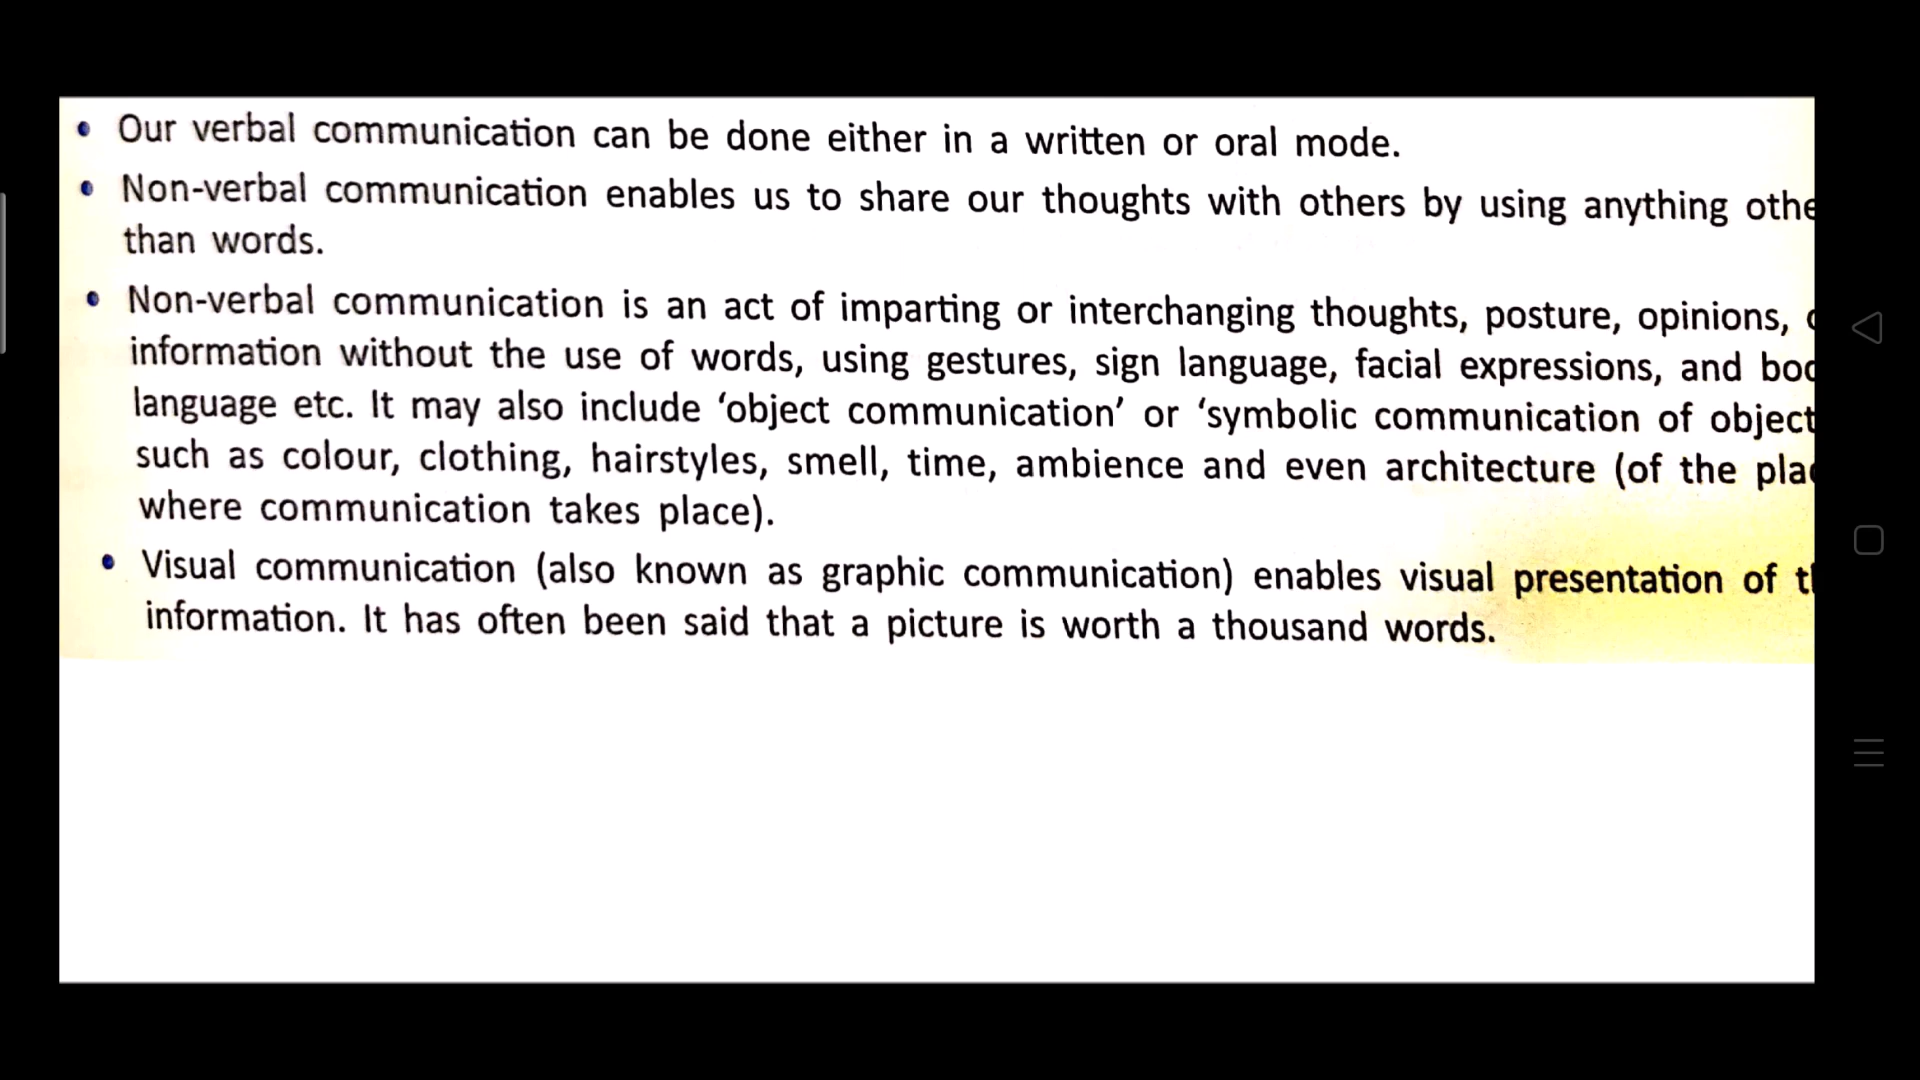 • Our verbal communication can be done either in a written or oral mode.
• Non-verbal communication enables us to share our thoughts with others by using anything othe
than words.
• Non-verbal communication is an act of imparting or interchanging thoughts, posture, opinions,
information without the use of words, using gestures, sign language, facial expressions, and
language etc. It may also include ‘object communication’ or ‘symbolic communication of object
such as colour, clothing, hairstyles, smell, time, ambience and even architecture (of the
where communication takes place).
• Visual communication (also known as graphic communication) enables visual presentation of
information. It has often been said that a picture is worth a thousand words.